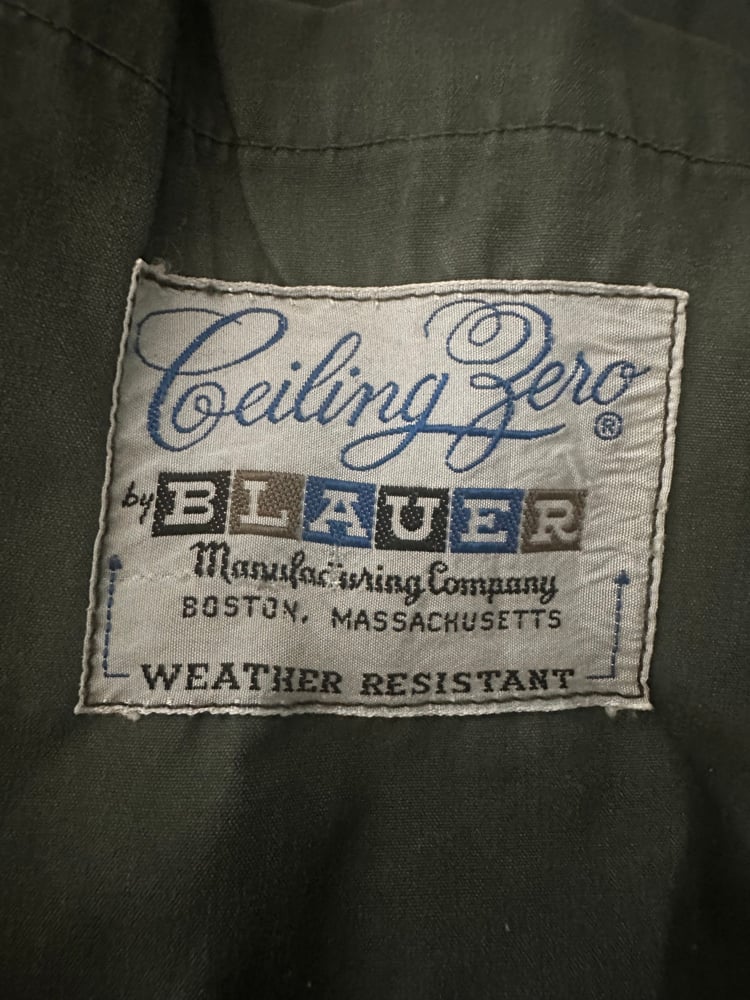 Ceiling Zero ®
by BLAUER
Manufacturing Company
BOSTON, MASSACHUSETTS
WEATHER RESISTANT